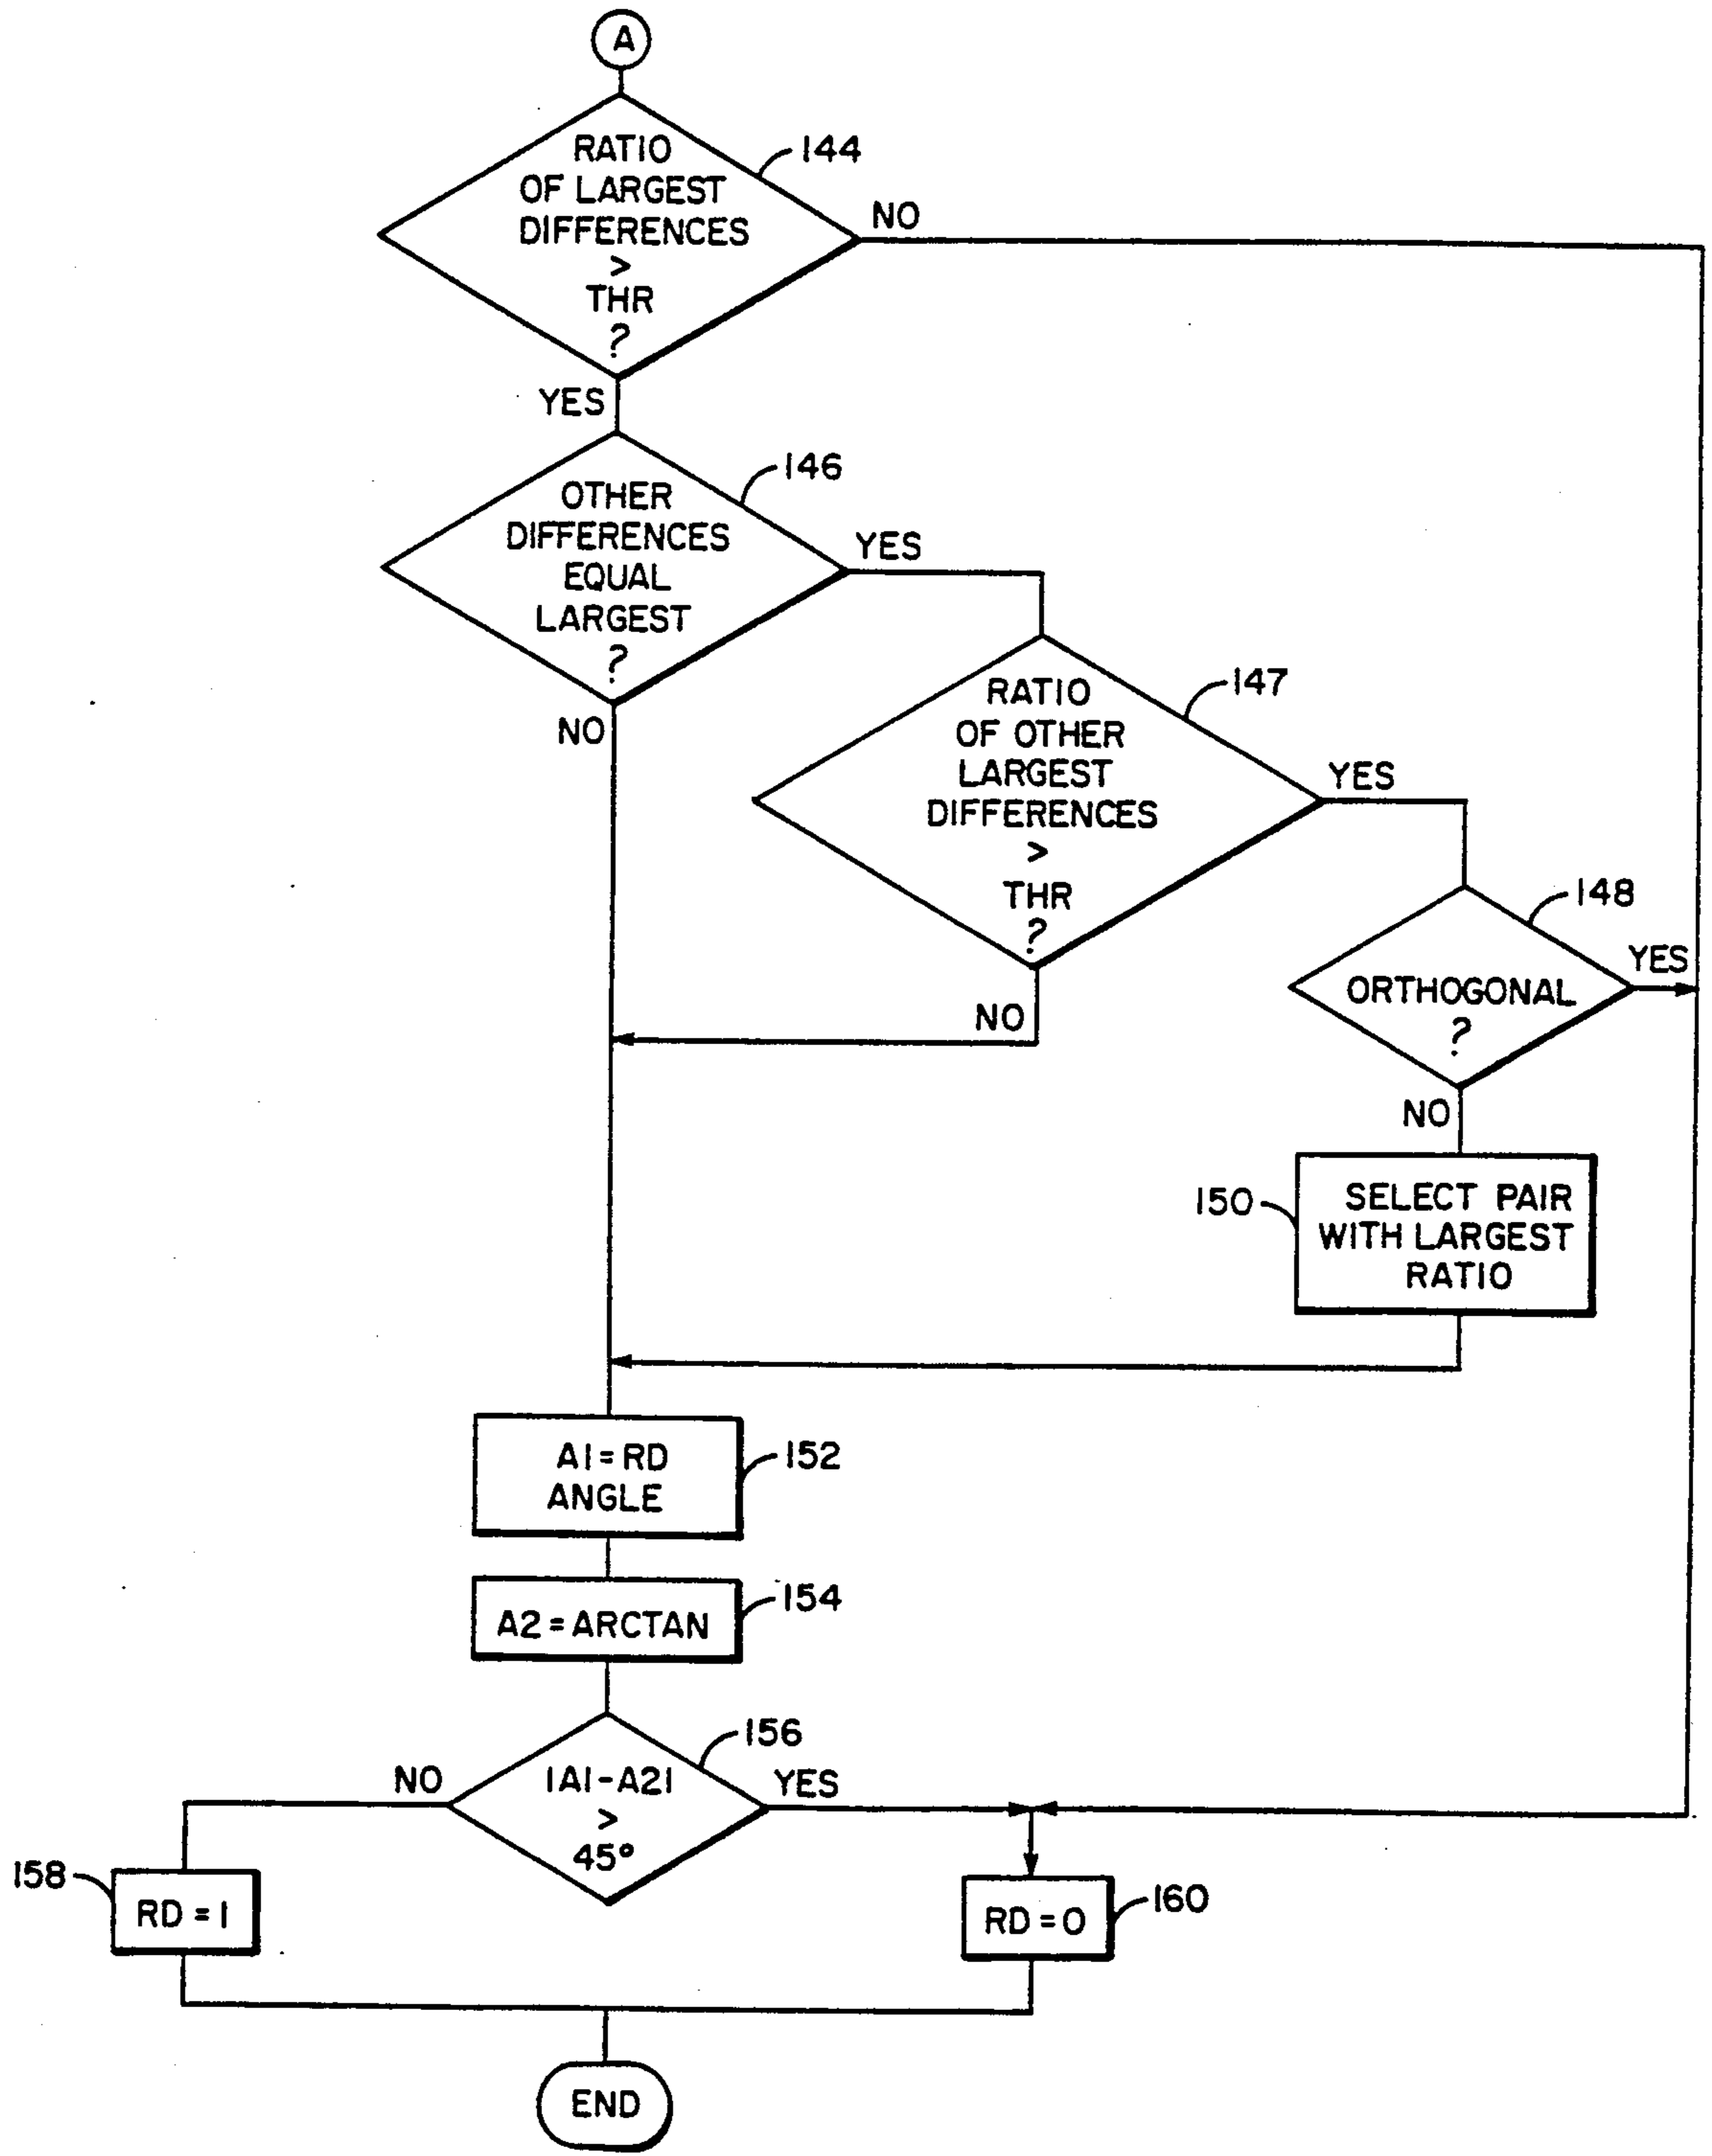 A
RATIO
OF LARGEST
DIFFERENCES
>
THR
?
144
NO
YES
OTHER
DIFFERENCES
EQUAL
LARGEST
?
146
YES
NO
RATIO
OF OTHER
LARGEST
DIFFERENCES
>
THR
?
147
YES
NO
148
ORTHOGONAL
?
YES
NO
150
SELECT PAIR
WITH LARGEST
RATIO
A1=RD
ANGLE
152
A2=ARCTAN
154
156
|A1-A2|
>
45°
NO
YES
158
RD=1
RD=0
160
END